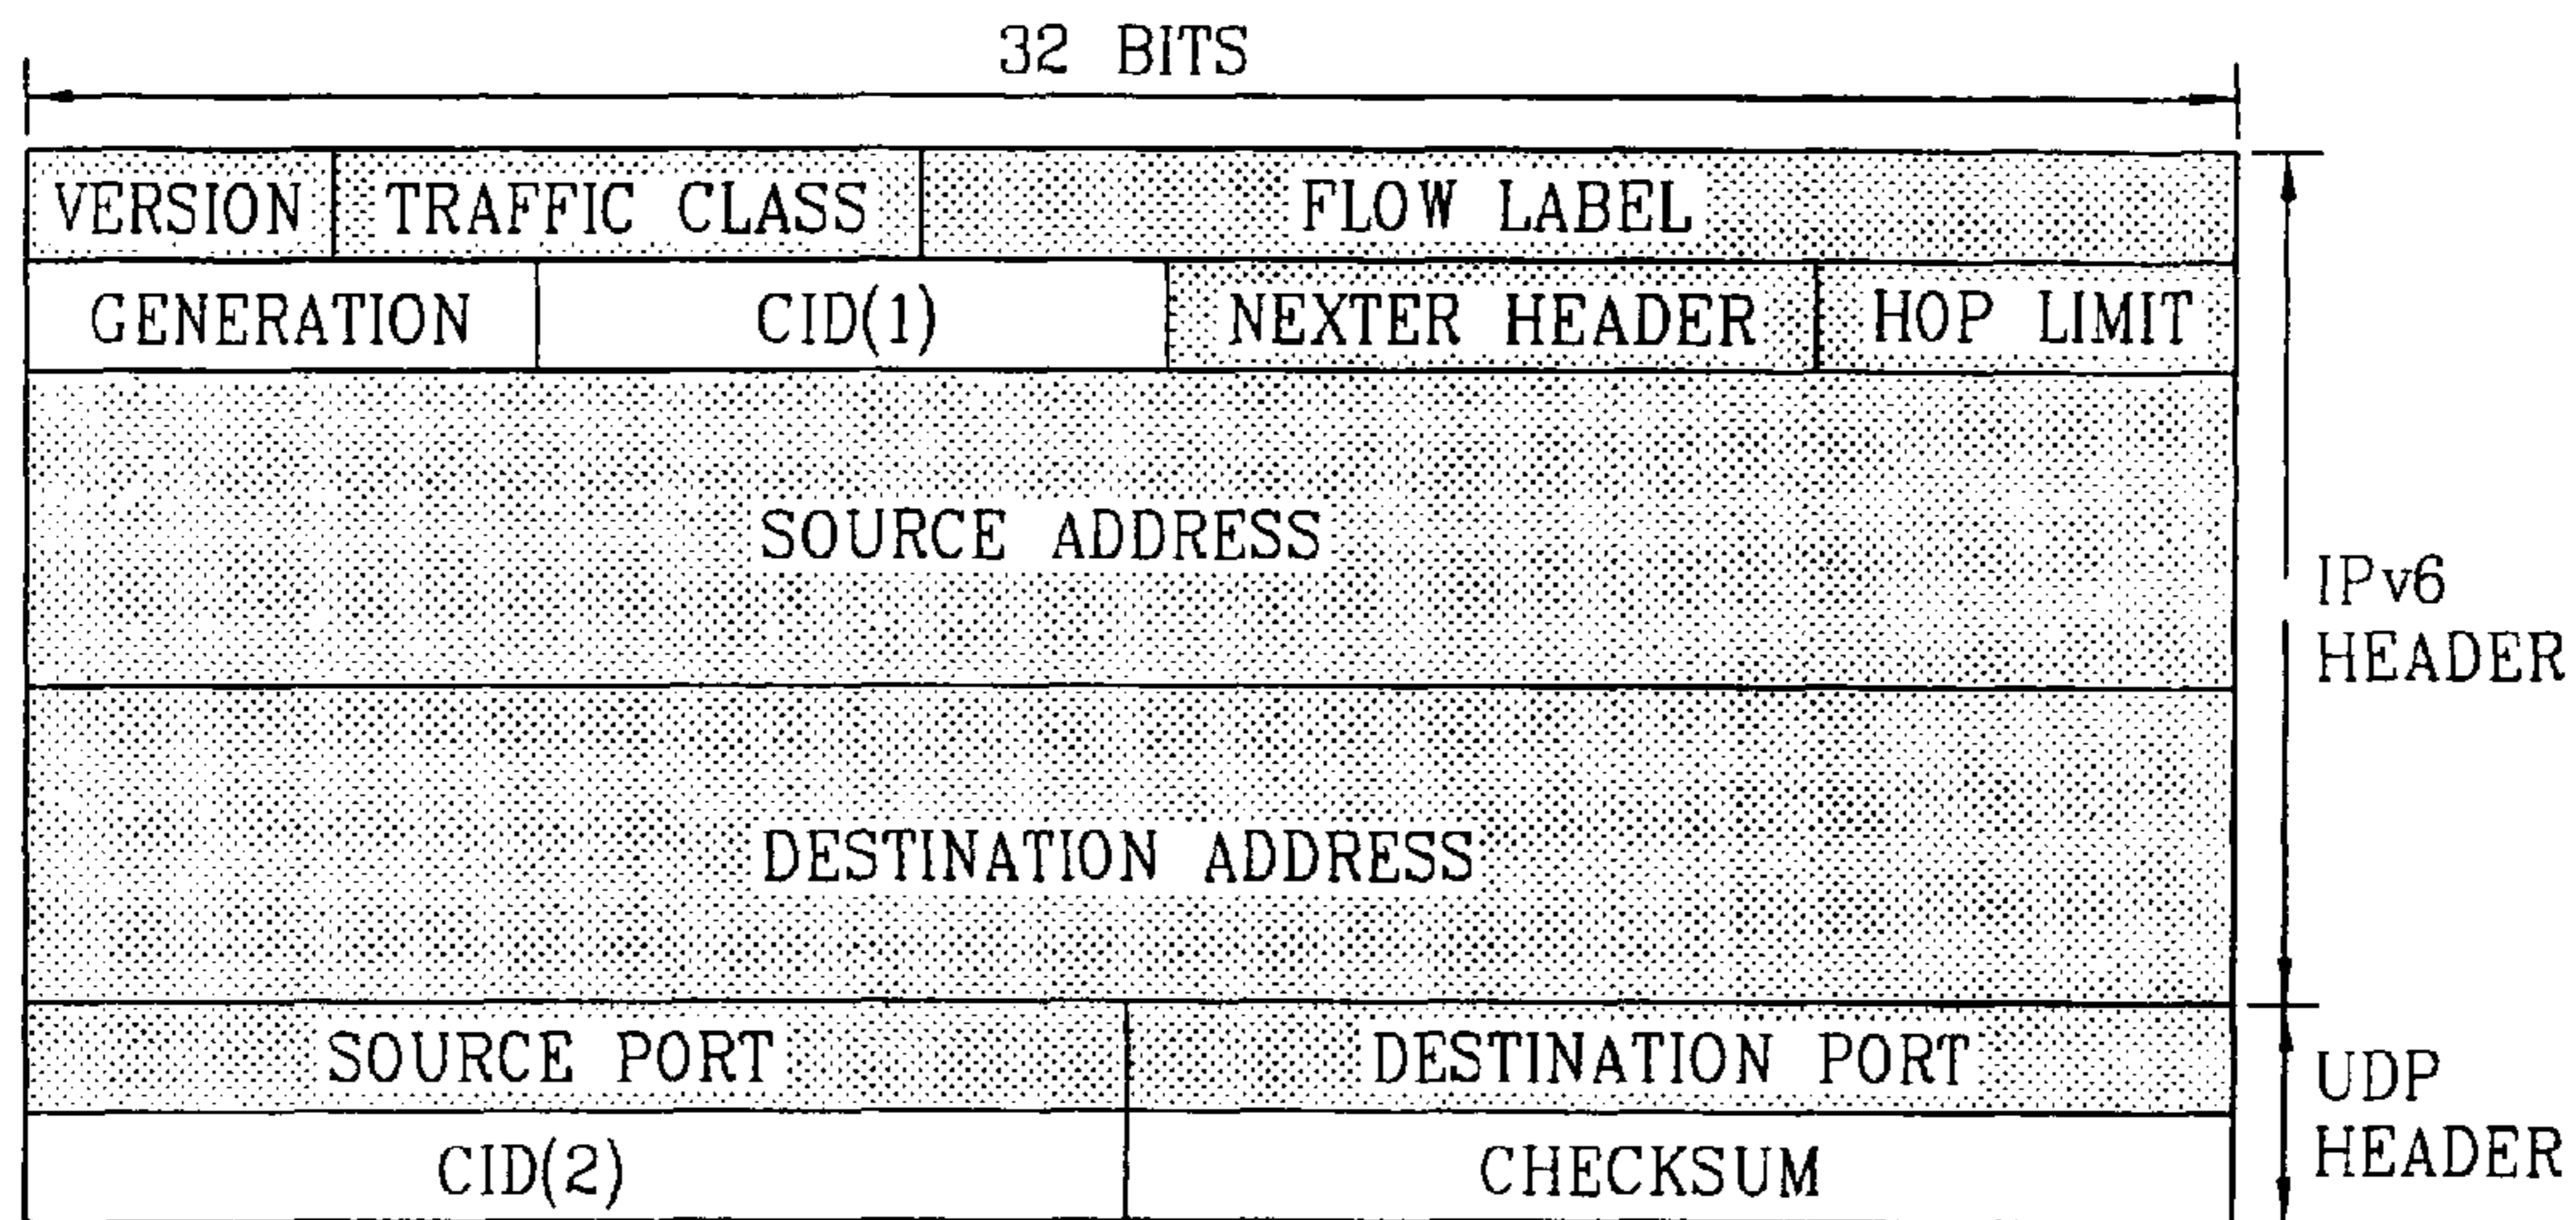 32 BITS
VERSION TRAFFIC CLASS FLOW LABEL
GENERATION CID(1) NEXTER HEADER HOP LIMIT
SOURCE ADDRESS
IPv6
HEADER
DESTINATION ADDRESS
SOURCE PORT DESTINATION PORT
UDP
HEADER
CID(2) CHECKSUM